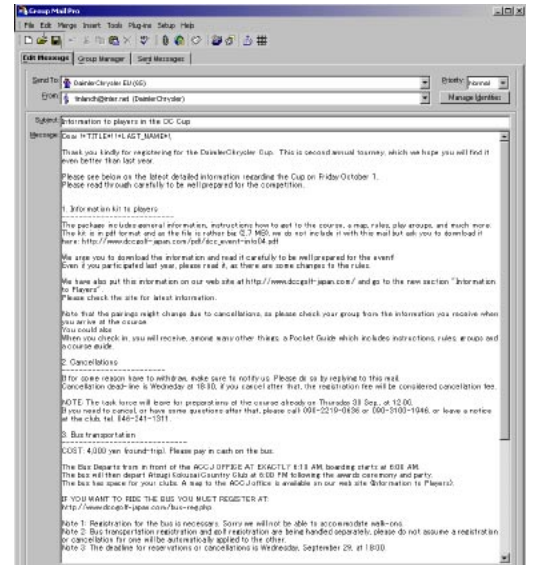 Group Mail Pro
File Edit Merge Insert Tools Plug-ins Setup Help
Edit Message Group Manager Sent Messages
Send To: DaimlerChrysler EU (65) Priority: Normal
From: (DaimlerChrysler) Manage Identities
Subject: Information to players in the DC Cup
Message: Dear !*TITLE*! !*LAST_NAME*!,
Thank you kindly for registering for the DaimlerChrysler Cup. This is second annual tourney, which we hope you will find it
even better than last year.
Please see below on the latest detailed information regarding the Cup on Friday October 1.
Please read through carefully to be well prepared for the competition.
1. Information kit to players
---------------------------
The package includes general information, instructions how to get to the course, a map, rules, play groups, and much more.
The kit is in pdf format and as the file is rather big (2.7 MB), we do not include it with this mail but ask you to download it
here: http://www.dccgolf-japan.com/pdf/dcc_event-info04.pdf
We urge you to download the information and read it carefully to be well prepared for the event!
Even if you participated last year, please read it, as there are some changes to the rules.
We have also put this information on our web site at http://www.dccgolf-japan.com/ and go to the new section "Information
to Players".
Please check the site for latest information.
Note that the pairings might change due to cancellations, so please check your group from the information you receive when
you arrive at the course.
You could also
When you check in, you will receive, among many other things, a Pocket Guide which includes instructions, rules, groups and
a course guide.
2. Cancellations
---------------------------
If for some reason have to withdraw, make sure to notify us. Please do so by replying to this mail.
Cancellation dead-line is Wednesday at 18:00, if you cancel after that, the registration fee will be considered cancellation fee.
NOTE: The task force will leave for preparations at the course already on Thursday 30 Sep., at 12:00.
If you need to cancel, or have some questions after that, please call 090-2219-0636 or 090-3100-1946, or leave a notice
at the club, tel. 046-241-1311.
3. Bus transportation
---------------------------
COST: 4,000 yen (round-trip). Please pay in cash on the bus.
The Bus Departs from in front of the ACCJ OFFICE AT EXACTLY 6:10 AM, boarding starts at 6:00 AM.
The bus will then depart Atsugi Kokusai Country Club at 6:00 PM following the awards ceremony and party.
The bus has space for your clubs. A map to the ACCJ office is available on our web site (Information to Players).
IF YOU WANT TO RIDE THE BUS YOU MUST REGISTER AT:
http://www.dccgolf-japan.com/bus-reg.php
Note 1: Registration for the bus is necessary. Sorry we will not be able to accommodate walk-ons.
Note 2: Bus transportation registration and golf registration are being handled separately, please do not assume a registration
or cancellation for one will be automatically applied to the other.
Note 3: The deadline for reservations or cancellations is Wednesday, September 29, at 18:00